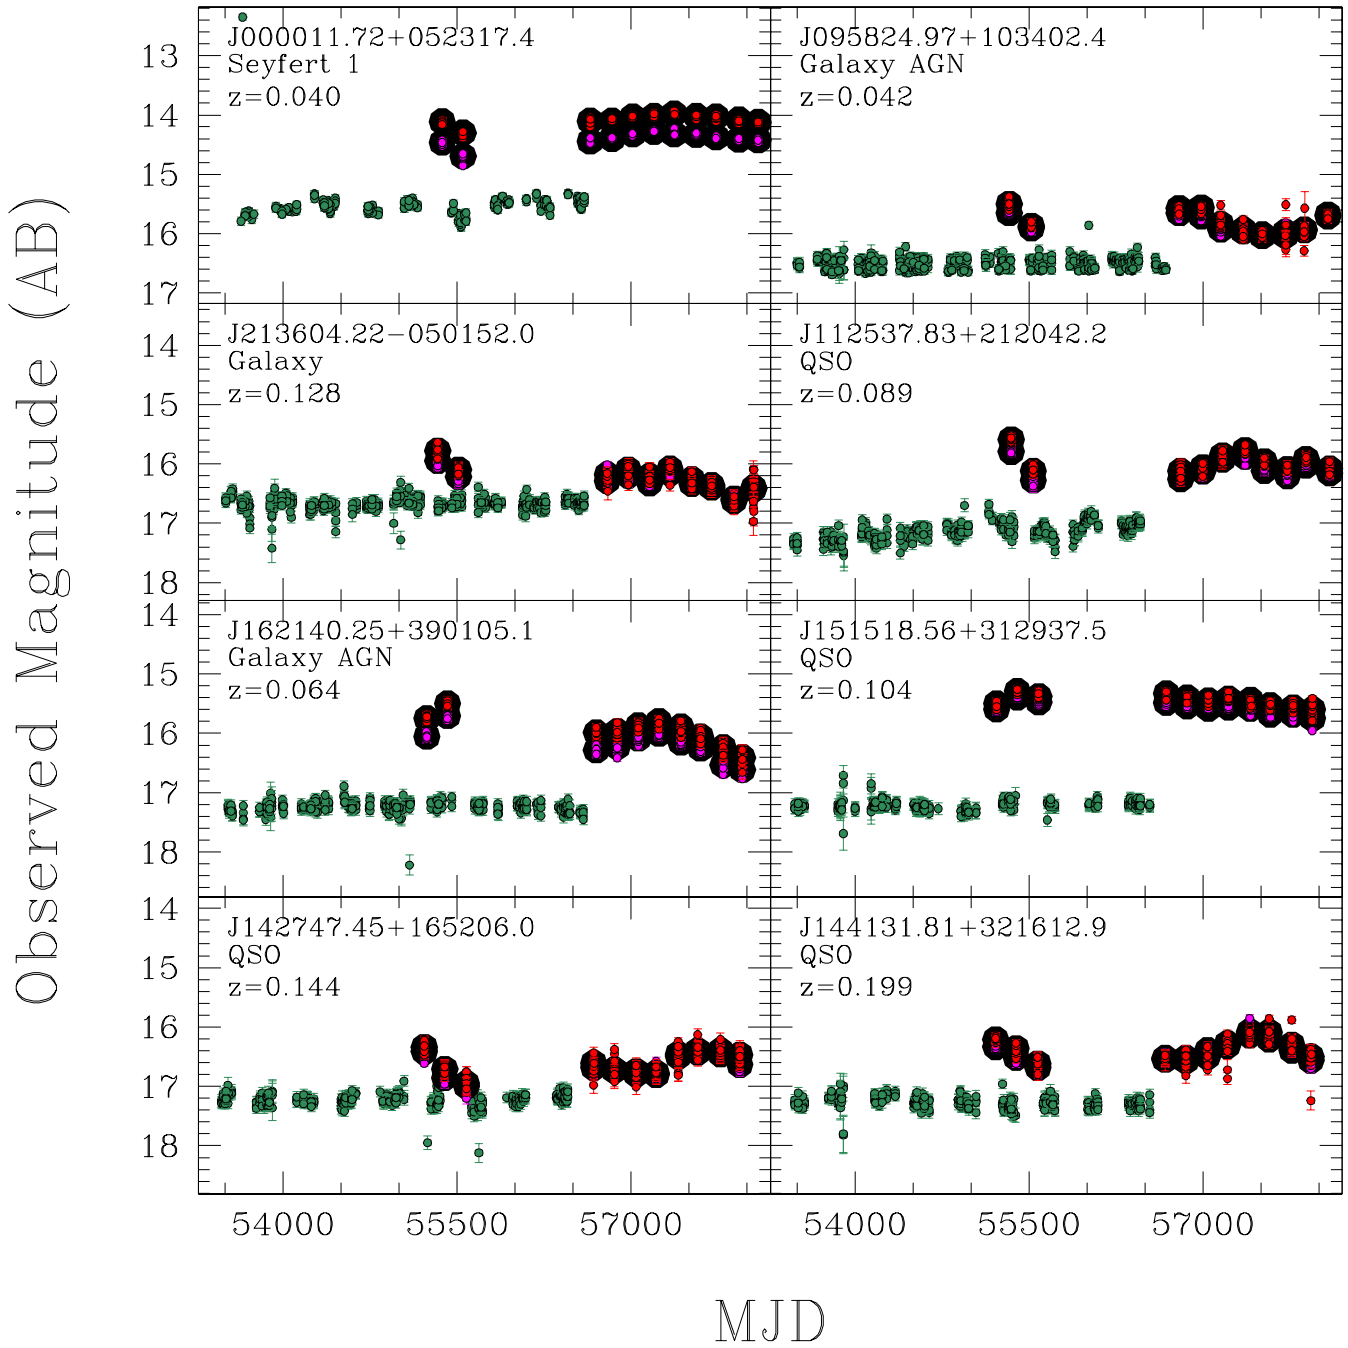 Observed Magnitude (AB)
J000011.72+052317.4
Seyfert 1
z=0.040
13
14
15
16
17
J095824.97+103402.4
Galaxy AGN
z=0.042
J213604.22-050152.0
Galaxy
z=0.128
14
15
16
17
18
J112537.83+212042.2
QSO
z=0.089
J162140.25+390105.1
Galaxy AGN
z=0.064
14
15
16
17
18
J151518.56+312937.5
QSO
z=0.104
J142747.45+165206.0
QSO
z=0.144
14
15
16
17
18
J144131.81+321612.9
QSO
z=0.199
54000 55500 57000 54000 55500 57000
MJD